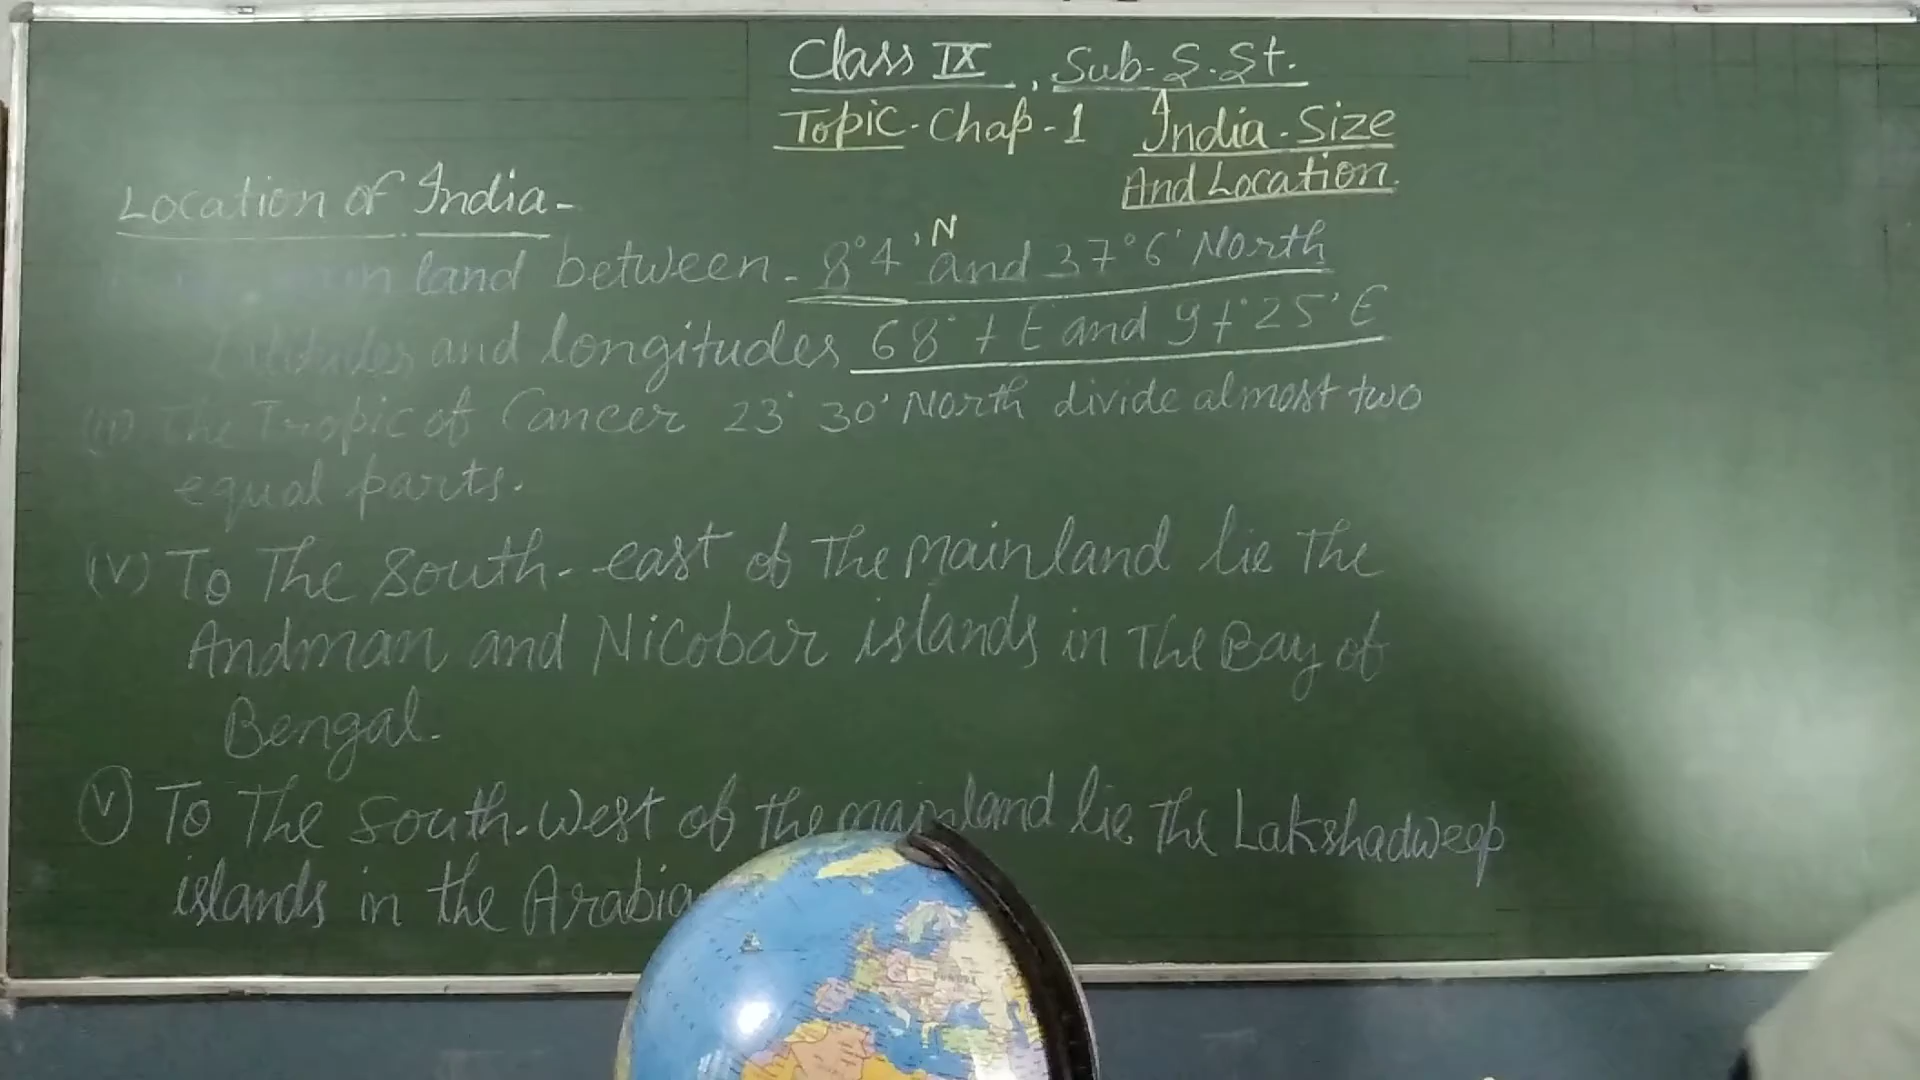 Class IX, Sub- S. St.
Topic- Chap-1 India-Size
And Location.
Location of India-
land between- 8°4' N and 37°6' North
Latitudes and longitudes 68° 7 E and 97°25' E
(iii) The Tropic of Cancer 23° 30' North divide almost two
equal parts.
(iv) To The South-east of The mainland lie The
Andman and Nicobar islands in The Bay of
Bengal.
(v) To The South-West of the mainland lie The Lakshadweep
islands in the Arabia